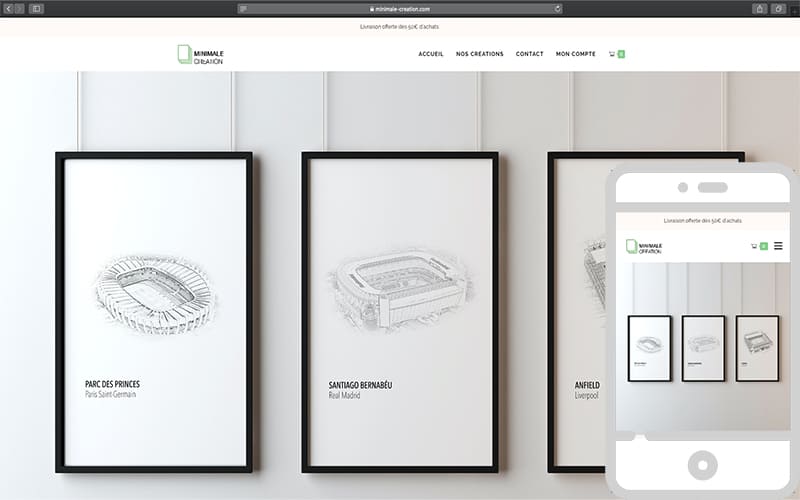 minimale-creation.com
Livraison offerte dès 50€ d'achats
MINIMALE
CREATION
ACCUEIL
NOS CREATIONS
CONTACT
MON COMPTE
0
PARC DES PRINCES
Paris Saint-Germain
SANTIAGO BERNABÉU
Real Madrid
ANFIELD
Liverpool
Livraison offerte dès 50€ d'achats
MINIMALE
CREATION
0